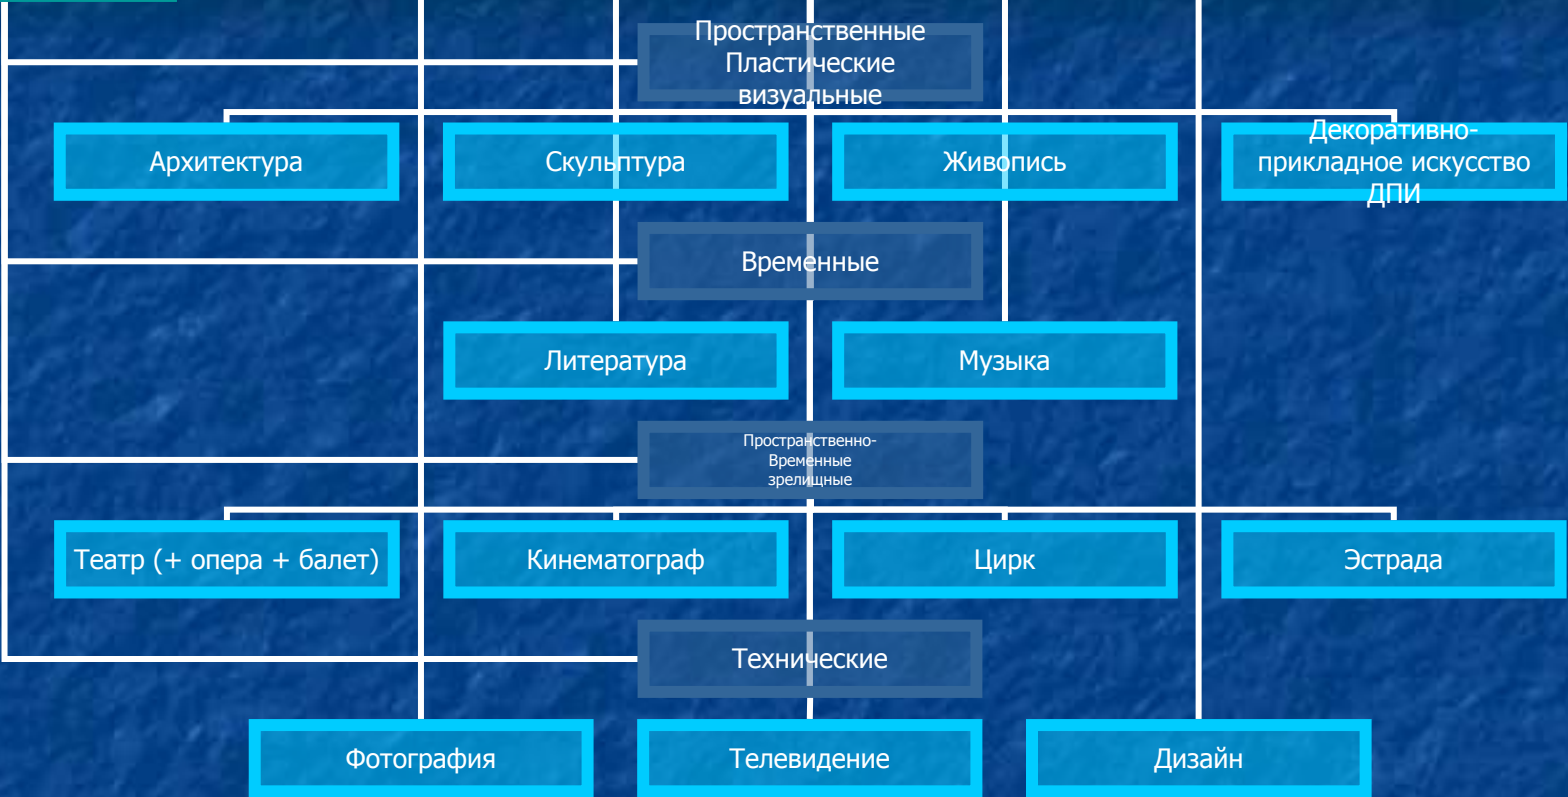 Пространственные
Пластические
визуальные
Архитектура
Скульптура
Живопись
Декоративно-
прикладное искусство
ДПИ
Временные
Литература
Музыка
Пространственно-
Временные
зрелищные
Театр (+ опера + балет)
Кинематограф
Цирк
Эстрада
Технические
Фотография
Телевидение
Дизайн